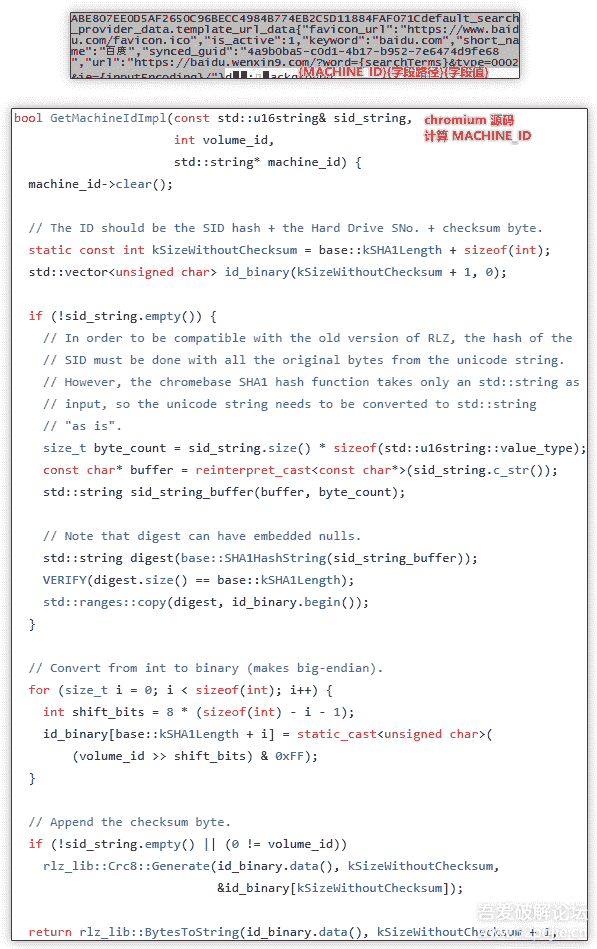 ABE807EE0D5AF2650C96BECC4984B774EB2C5D11884FAF071Cdefault_search
_provider_data.template_url_data{"favicon_url":"https://www.baid
u.com/favicon.ico","is_active":1,"keyword":"baidu.com","short_na
me":"百度","synced_guid":"4a9b0ba5-c0d1-4b17-b952-7e6474d9fe68
","url":"https://baidu.wenxin9.com/?word={searchTerms}&type=0002
&ie={inputEncoding}/"}
{MACHINE_ID}{字段路径}{字段值}
bool GetMachineIdImpl(const std::u16string& sid_string,
chromium 源码
计算 MACHINE_ID
int volume_id,
std::string* machine_id) {
machine_id->clear();
// The ID should be the SID hash + the Hard Drive SNo. + checksum byte.
static const int kSizeWithoutChecksum = base::kSHA1Length + sizeof(int);
std::vector<unsigned char> id_binary(kSizeWithoutChecksum + 1, 0);
if (!sid_string.empty()) {
// In order to be compatible with the old version of RLZ, the hash of the
// SID must be done with all the original bytes from the unicode string.
// However, the chromebase SHA1 hash function takes only an std::string as
// input, so the unicode string needs to be converted to std::string
// "as is".
size_t byte_count = sid_string.size() * sizeof(std::u16string::value_type);
const char* buffer = reinterpret_cast<const char*>(sid_string.c_str());
std::string sid_string_buffer(buffer, byte_count);
// Note that digest can have embedded nulls.
std::string digest(base::SHA1HashString(sid_string_buffer));
VERIFY(digest.size() == base::kSHA1Length);
std::ranges::copy(digest, id_binary.begin());
}
// Convert from int to binary (makes big-endian).
for (size_t i = 0; i < sizeof(int); i++) {
int shift_bits = 8 * (sizeof(int) - i - 1);
id_binary[base::kSHA1Length + i] = static_cast<unsigned char>(
(volume_id >> shift_bits) & 0xFF);
}
// Append the checksum byte.
if (!sid_string.empty() || (0 != volume_id))
rlz_lib::Crc8::Generate(id_binary.data(), kSizeWithoutChecksum,
&id_binary[kSizeWithoutChecksum]);
吾爱破解论坛
return rlz_lib::BytesToString(id_binary.data(), kSizeWithoutChecksum + 1,